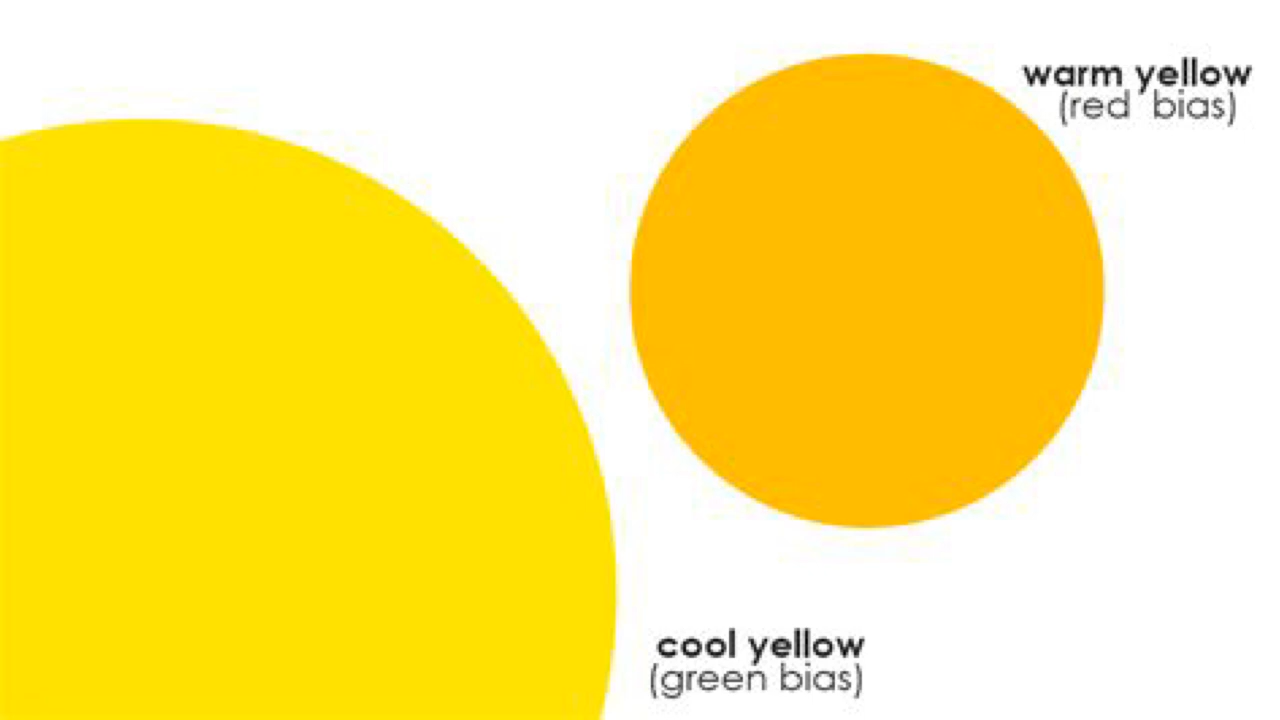 warm yellow
(red bias)
cool yellow
(green bias)